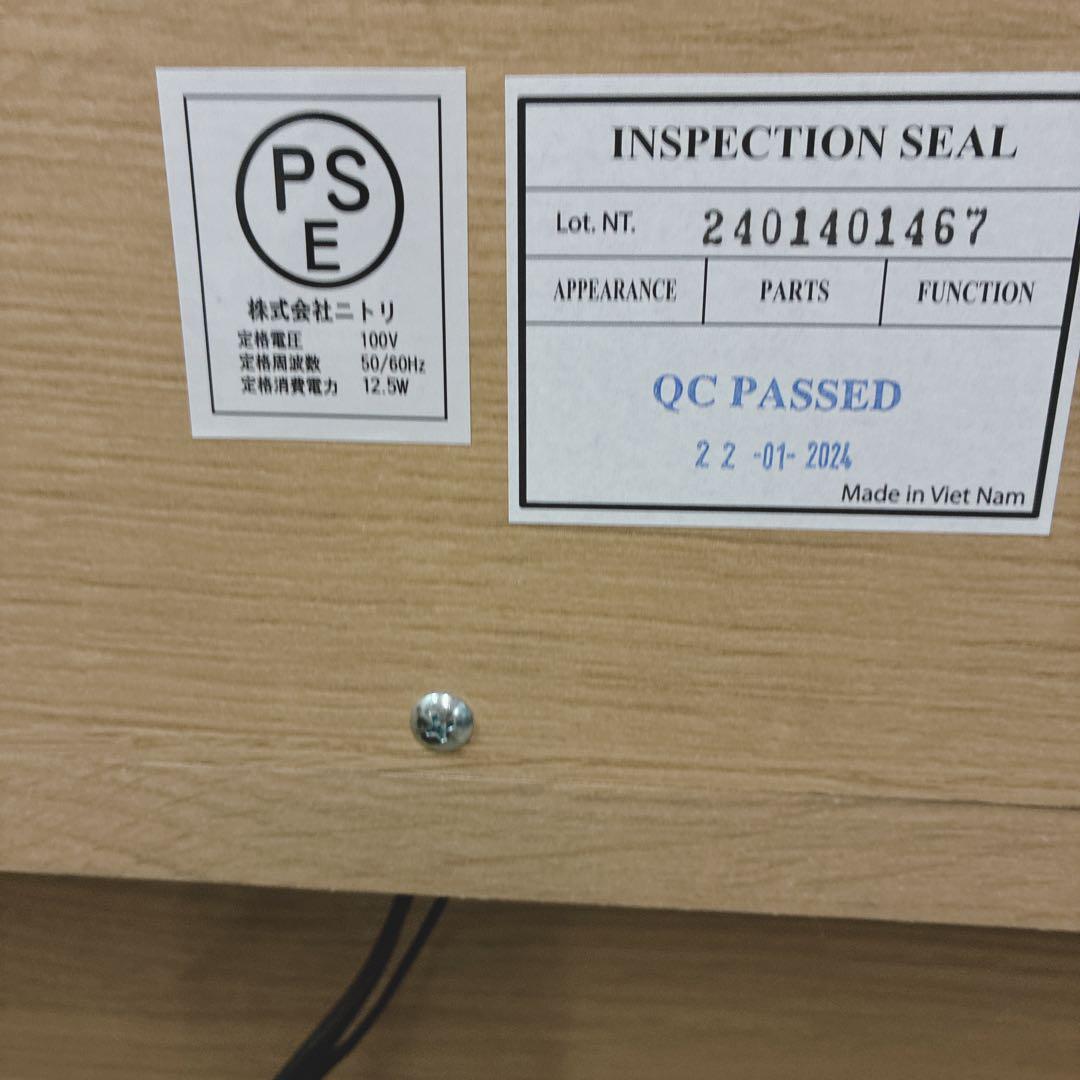 PS
E
株式会社ニトリ
定格電圧 100V
定格周波数 50/60Hz
定格消費電力 12.5W
INSPECTION SEAL
Lot. NT. 2401401467
APPEARANCE PARTS FUNCTION
QC PASSED
22 -01- 2024
Made in Viet Nam